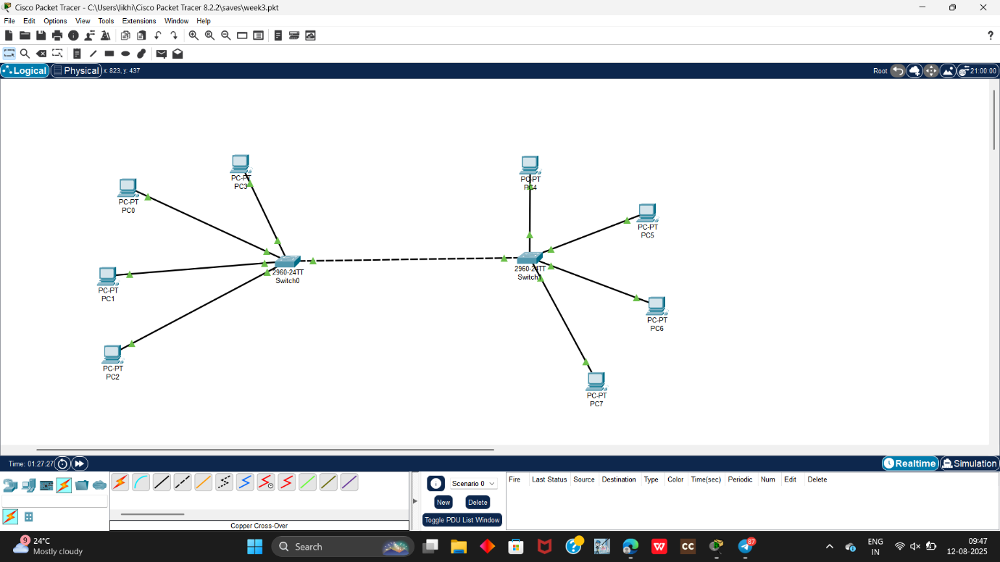 Cisco Packet Tracer - C:\Users\likhi\Cisco Packet Tracer 8.2.2\saves\week3.pkt
File Edit Options View Tools Extensions Window Help
?
Logical Physical x: 823, y: 437 Root 21:00:00
PC-PT
PC3
PC-PT
PC4
PC-PT
PC0
PC-PT
PC5
2960-24TT
Switch0
2960-24TT
Switch1
PC-PT
PC1
PC-PT
PC6
PC-PT
PC2
PC-PT
PC7
Time: 01:27:27 Realtime Simulation
Scenario 0 Fire Last Status Source Destination Type Color Time(sec) Periodic Num Edit Delete
New Delete
Toggle PDU List Window
Copper Cross-Over
9 24°C
Mostly cloudy
Search
W
CC
87
ENG
IN
09:47
12-08-2025